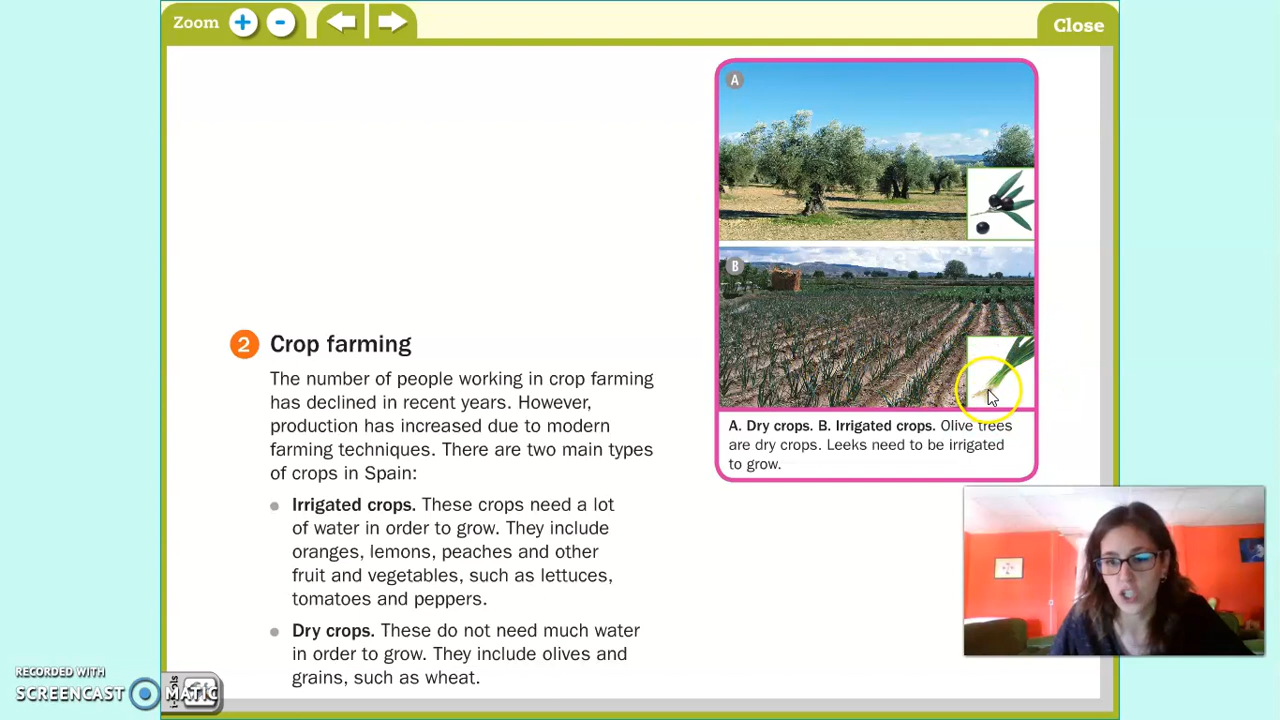 Zoom + -
Close
A
B
A. Dry crops. B. Irrigated crops. Olive trees
are dry crops. Leeks need to be irrigated
to grow.
2 Crop farming
The number of people working in crop farming
has declined in recent years. However,
production has increased due to modern
farming techniques. There are two main types
of crops in Spain:
Irrigated crops. These crops need a lot
of water in order to grow. They include
oranges, lemons, peaches and other
fruit and vegetables, such as lettuces,
tomatoes and peppers.
Dry crops. These do not need much water
in order to grow. They include olives and
grains, such as wheat.
RECORDED WITH
SCREENCAST MATIC